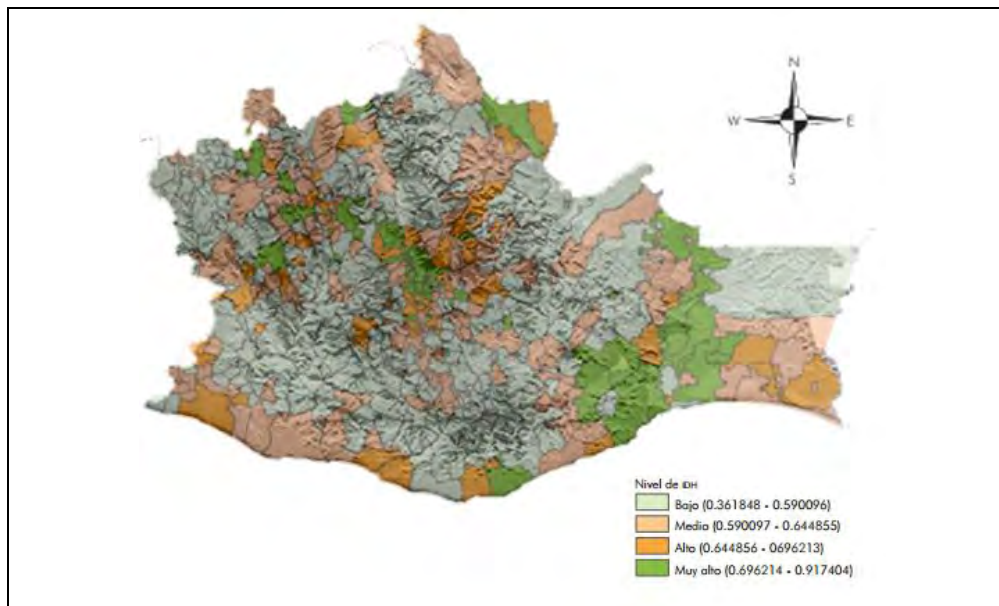 N
W E
S
Nivel de IDH
Bajo (0.361848 - 0.590096)
Medio (0.590097 - 0.644855)
Alto (0.644856 - 0696213)
Muy alto (0.696214 - 0.917404)